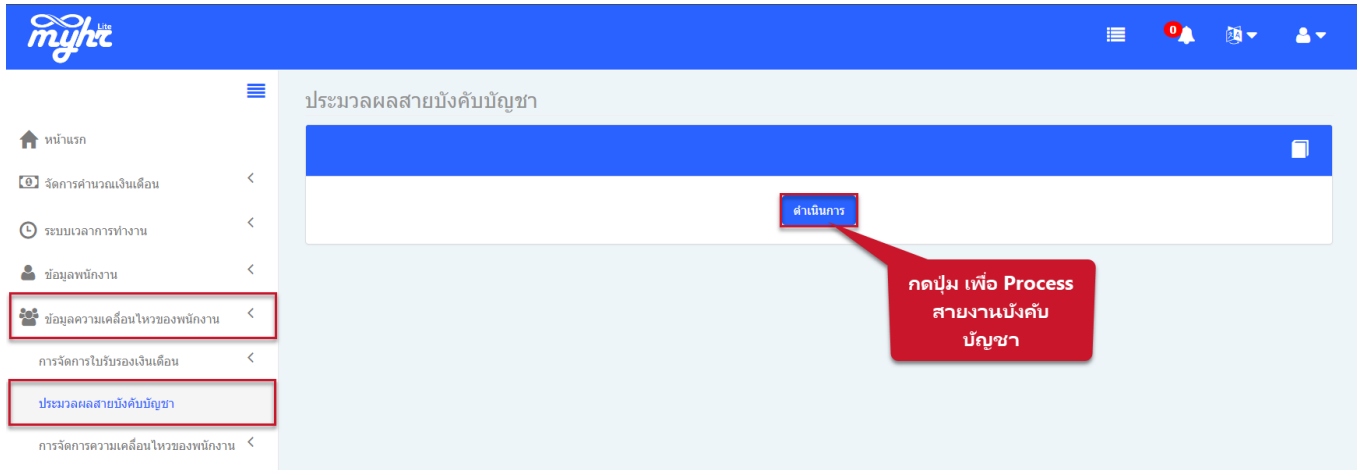 myhr Lite
0
ประมวลผลสายบังคับบัญชา
หน้าแรก
จัดการคำนวณเงินเดือน
ระบบเวลาการทำงาน
ดำเนินการ
ข้อมูลพนักงาน
กดปุ่ม เพื่อ Process
สายงานบังคับ
บัญชา
ข้อมูลความเคลื่อนไหวของพนักงาน
การจัดการใบรับรองเงินเดือน
ประมวลผลสายบังคับบัญชา
การจัดการความเคลื่อนไหวของพนักงาน